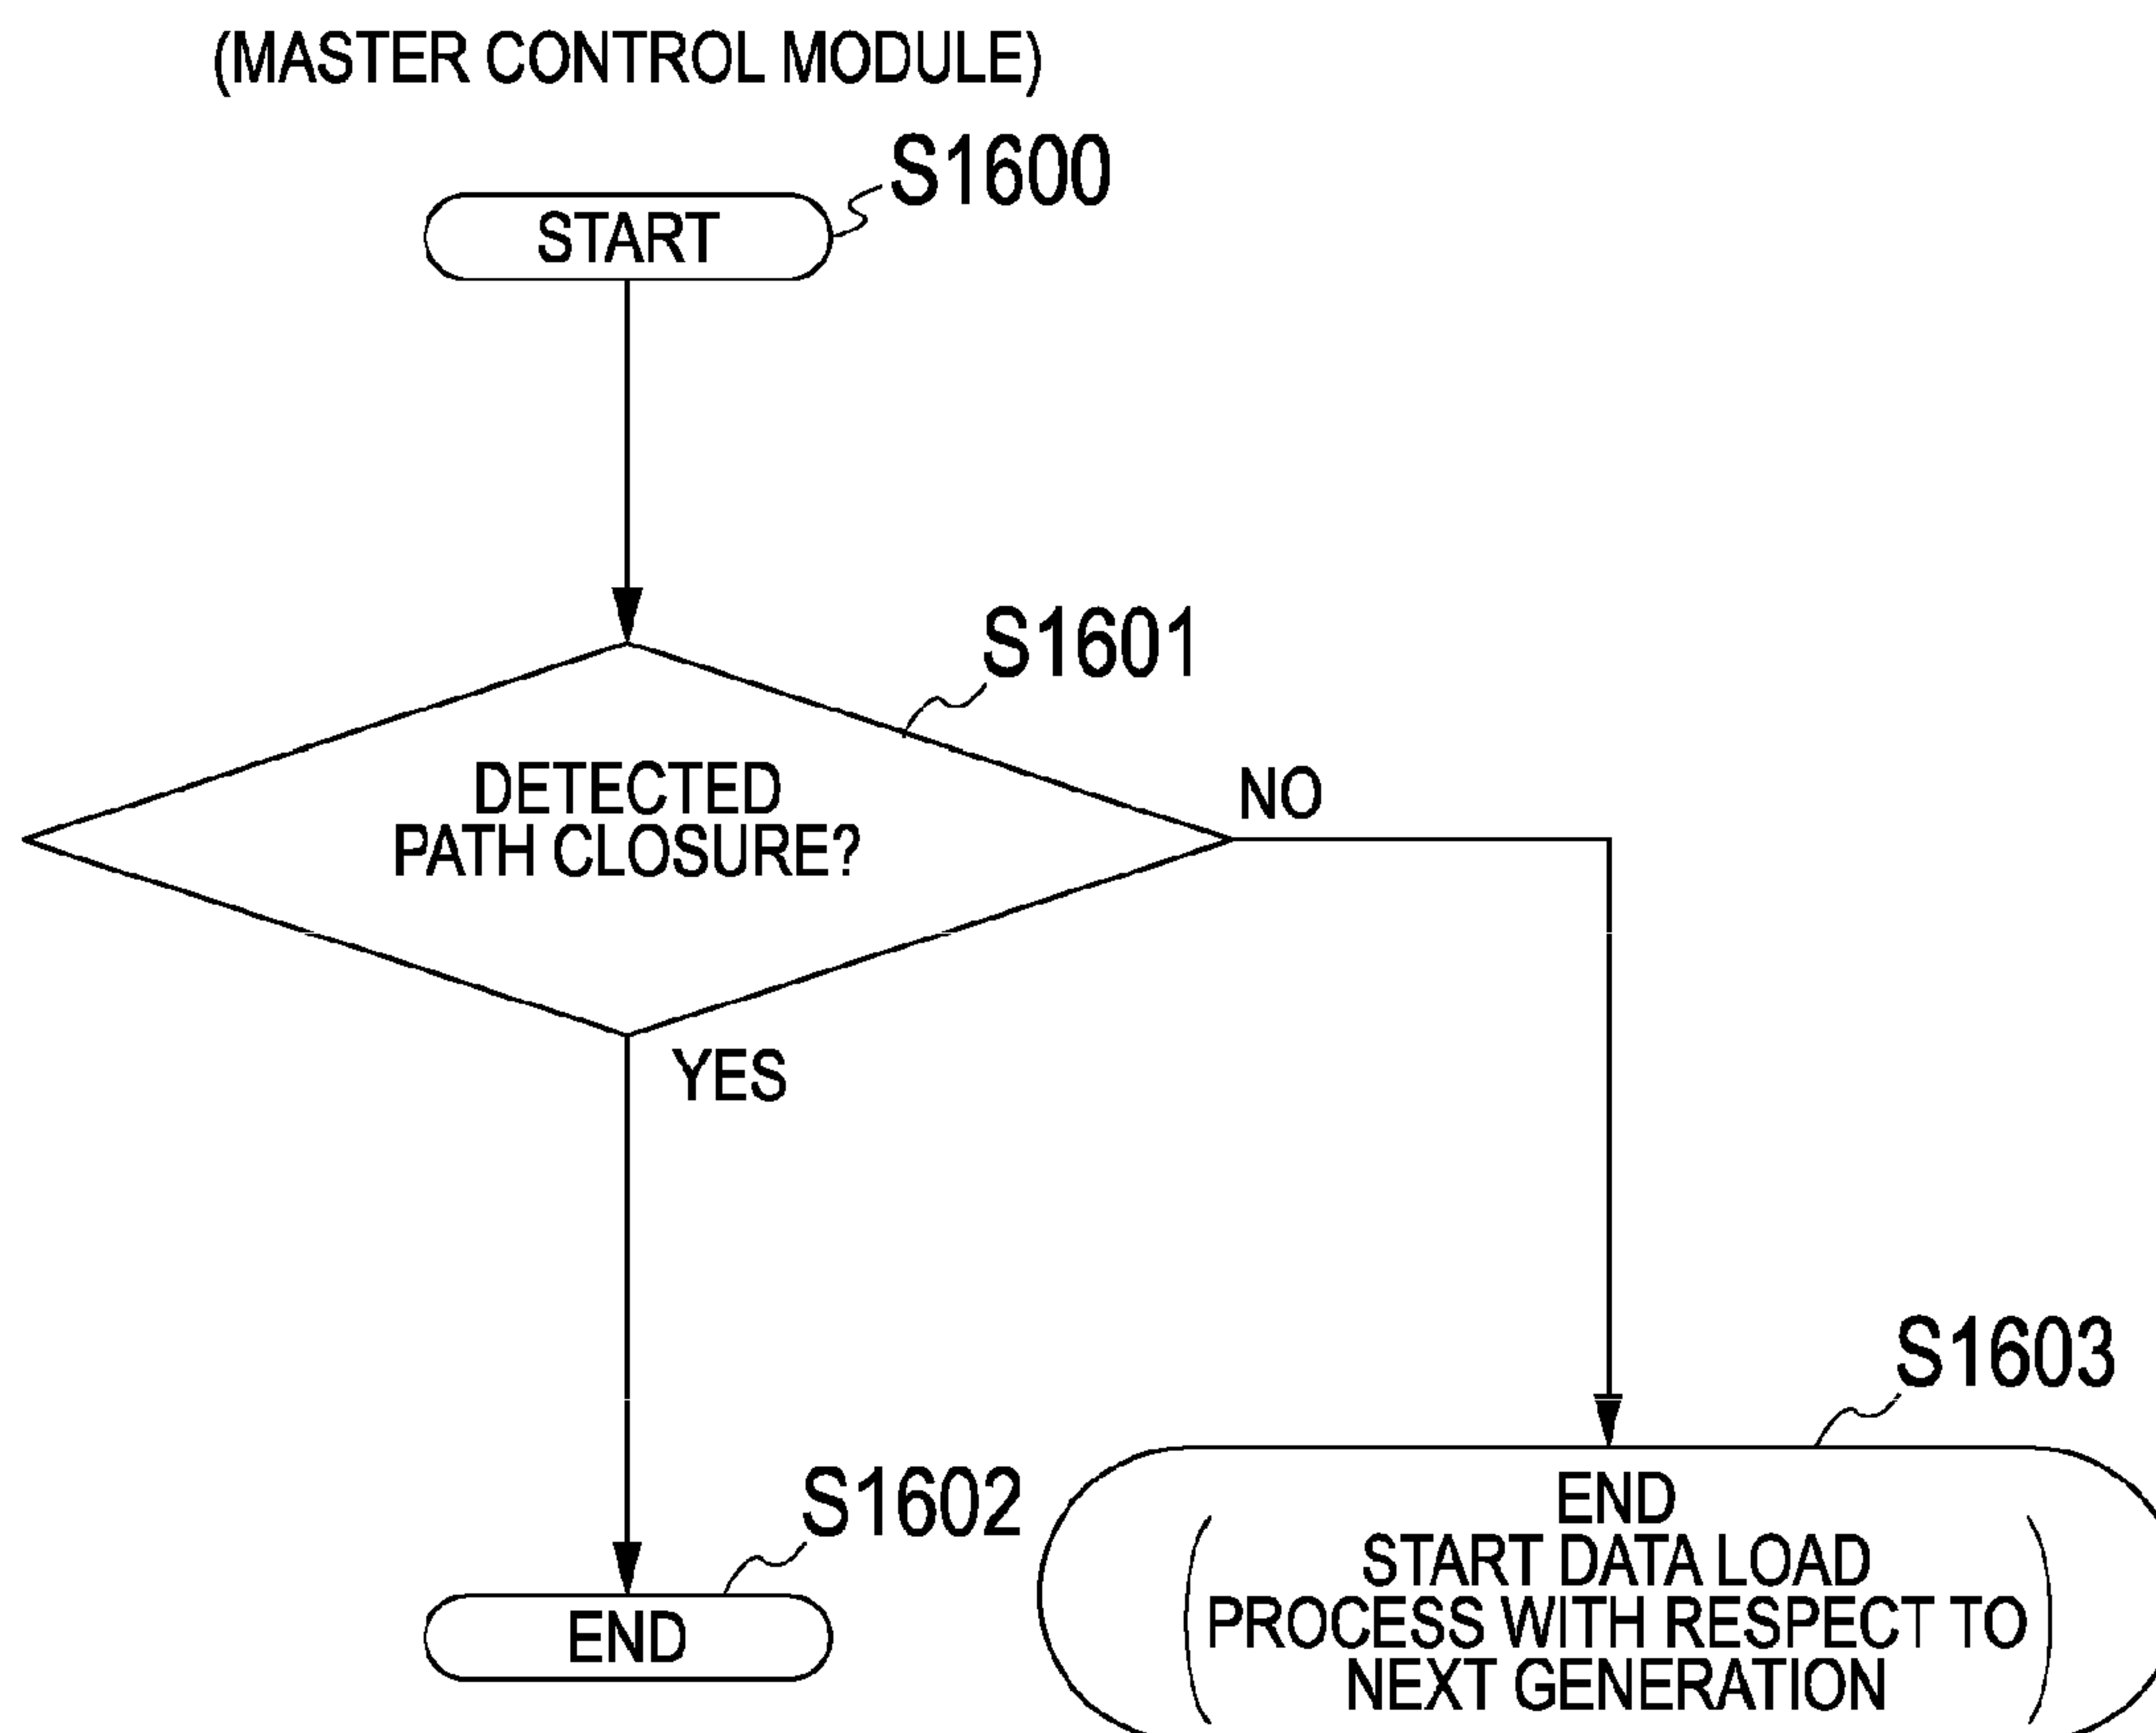 (MASTER CONTROL MODULE)
S1600
START
S1601
DETECTED
PATH CLOSURE?
NO
YES
S1603
S1602
END
END
START DATA LOAD
PROCESS WITH RESPECT TO
NEXT GENERATION